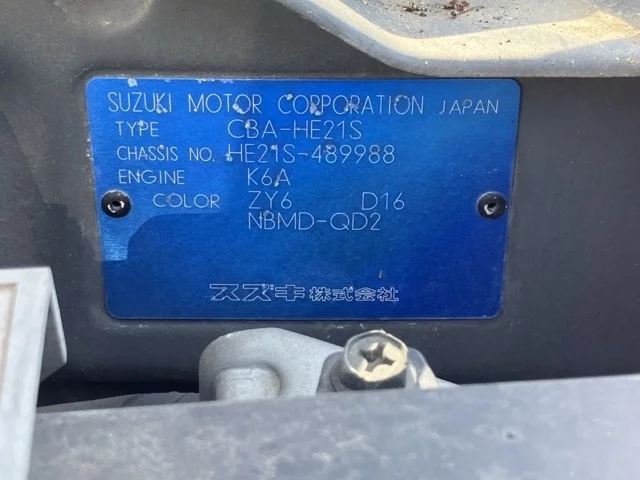 SUZUKI MOTOR CORPORATION JAPAN
TYPE CBA-HE21S
CHASSIS NO. HE21S-489988
ENGINE K6A
COLOR ZY6 D16
NBMD-QD2
スズキ株式会社